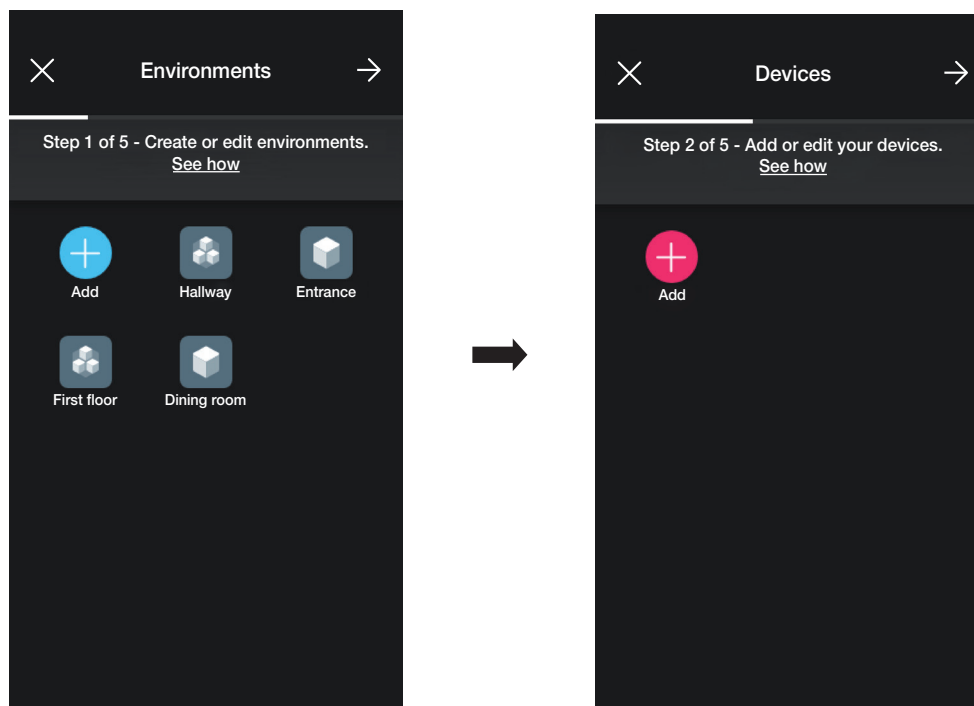 Environments
Step 1 of 5 - Create or edit environments.
See how
Add
Hallway
Entrance
First floor
Dining room
Devices
Step 2 of 5 - Add or edit your devices.
See how
Add